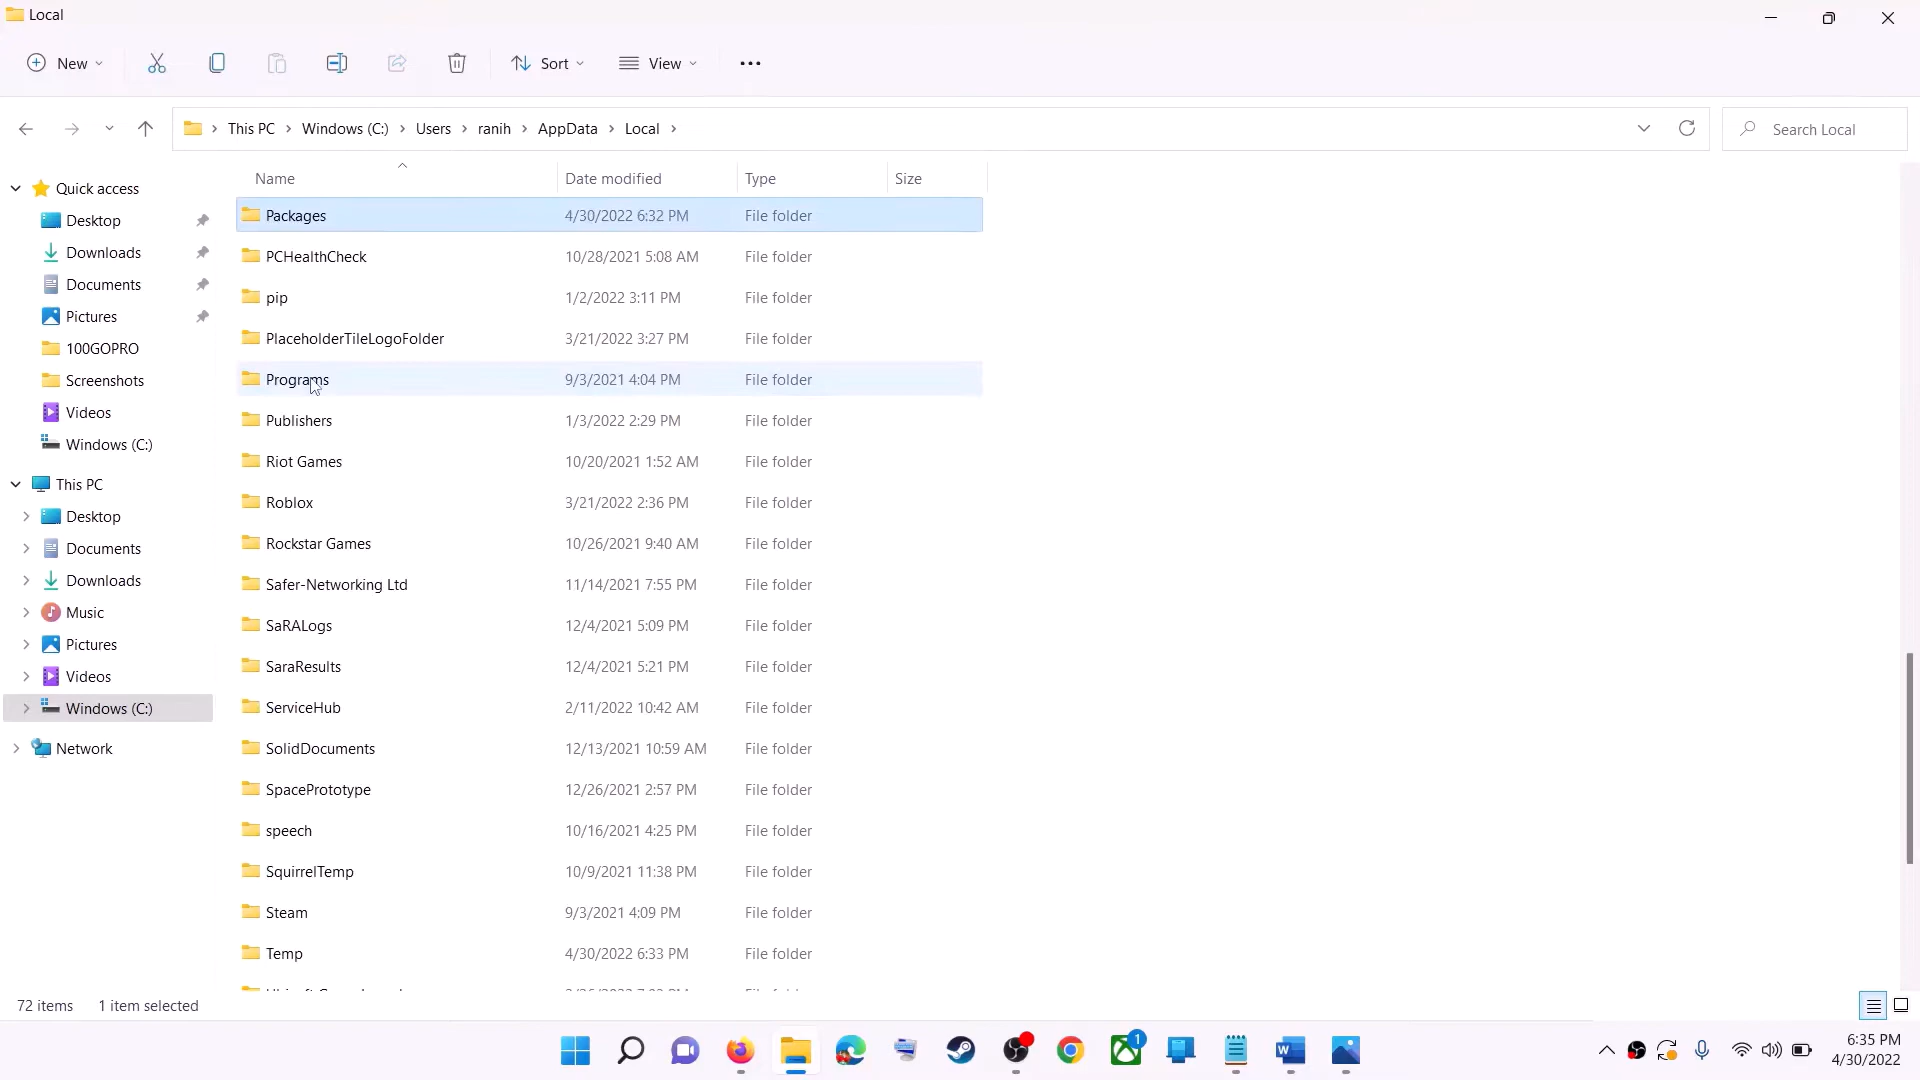 Local
New
Sort
View
This PC Windows (C:) Users ranih AppData Local
Search Local
Quick access
Desktop
Downloads
Documents
Pictures
100GOPRO
Screenshots
Videos
Windows (C:)
This PC
Desktop
Documents
Downloads
Music
Pictures
Videos
Windows (C:)
Network
Name Date modified Type Size
Packages 4/30/2022 6:32 PM File folder
PCHealthCheck 10/28/2021 5:08 AM File folder
pip 1/2/2022 3:11 PM File folder
PlaceholderTileLogoFolder 3/21/2022 3:27 PM File folder
Programs 9/3/2021 4:04 PM File folder
Publishers 1/3/2022 2:29 PM File folder
Riot Games 10/20/2021 1:52 AM File folder
Roblox 3/21/2022 2:36 PM File folder
Rockstar Games 10/26/2021 9:40 AM File folder
Safer-Networking Ltd 11/14/2021 7:55 PM File folder
SaRALogs 12/4/2021 5:09 PM File folder
SaraResults 12/4/2021 5:21 PM File folder
ServiceHub 2/11/2022 10:42 AM File folder
SolidDocuments 12/13/2021 10:59 AM File folder
SpacePrototype 12/26/2021 2:57 PM File folder
speech 10/16/2021 4:25 PM File folder
SquirrelTemp 10/9/2021 11:38 PM File folder
Steam 9/3/2021 4:09 PM File folder
Temp 4/30/2022 6:33 PM File folder
72 items 1 item selected
1
6:35 PM
4/30/2022